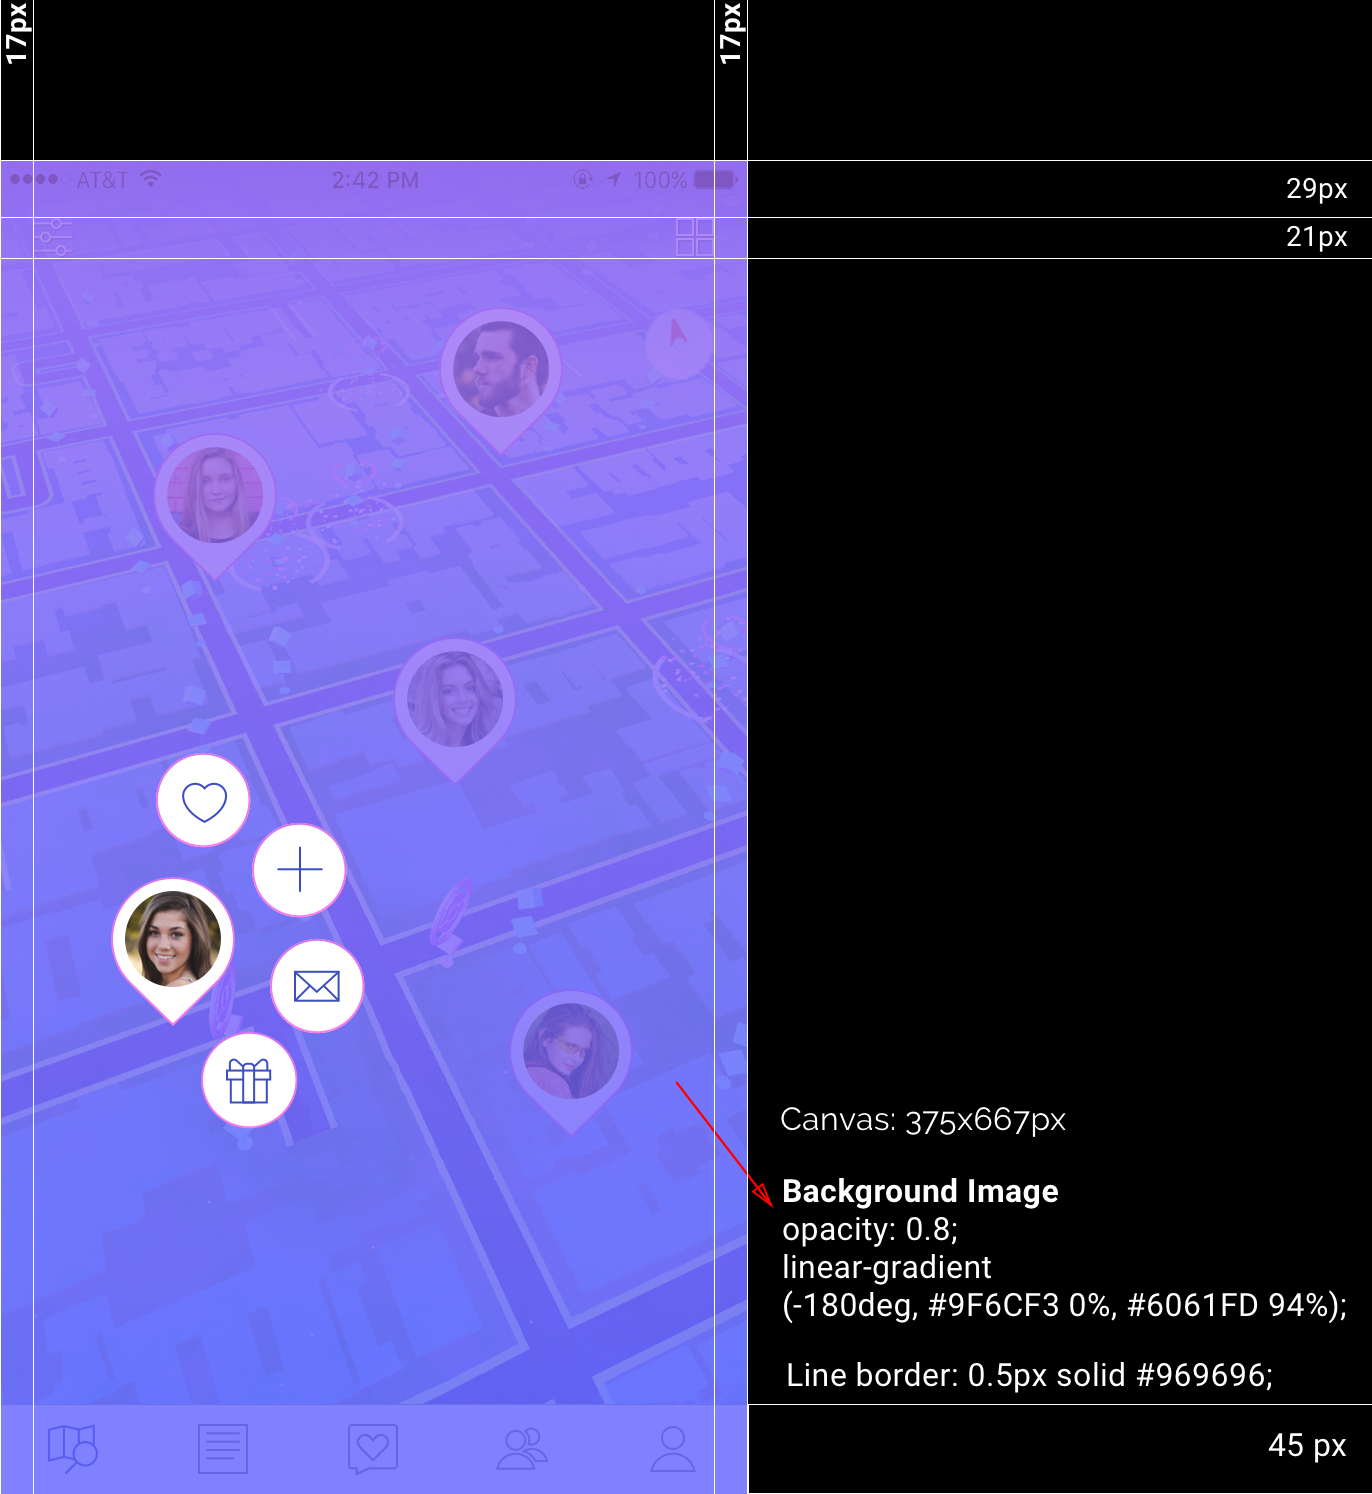 17px
17px
AT&T
2:42 PM
100%
29px
21px
Canvas: 375x667px
Background Image
opacity: 0.8;
linear-gradient
(-180deg, #9F6CF3 0%, #6061FD 94%);
Line border: 0.5px solid #969696;
45 px